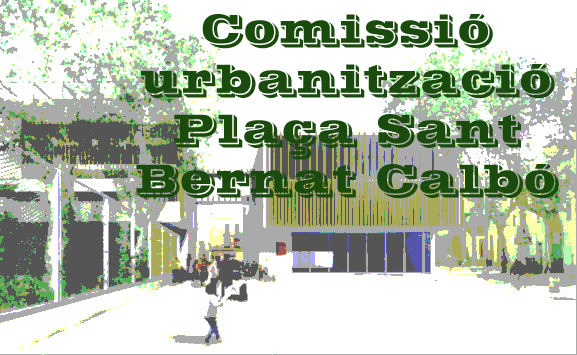 Comissió
urbanització
Plaça Sant
Bernat Calbó